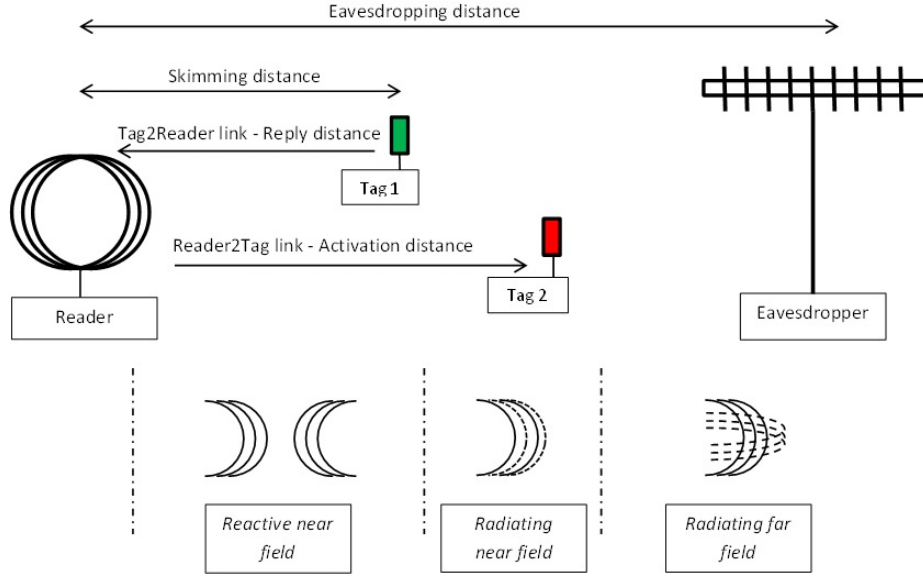 Eavesdropping distance
Skimming distance
Tag2Reader link - Reply distance
Tag 1
Reader2Tag link - Activation distance
Tag 2
Reader
Eavesdropper
Reactive near
field
Radiating
near field
Radiating far
field